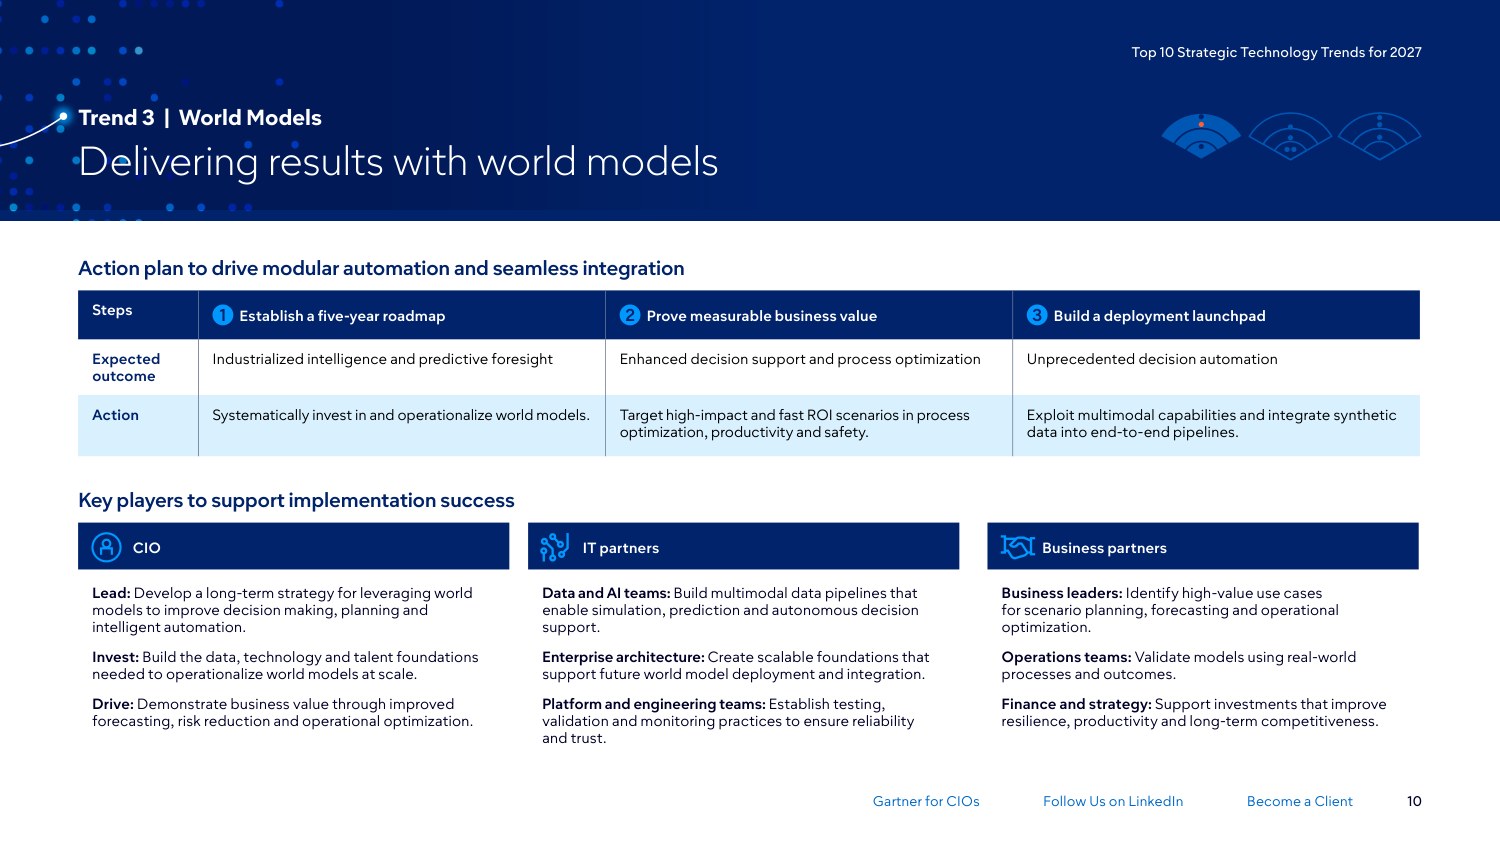 Top 10 Strategic Technology Trends for 2027
Trend 3 | World Models
Delivering results with world models
Action plan to drive modular automation and seamless integration
Steps
1 Establish a five-year roadmap
2 Prove measurable business value
3 Build a deployment launchpad
Expected
outcome
Industrialized intelligence and predictive foresight
Enhanced decision support and process optimization
Unprecedented decision automation
Action
Systematically invest in and operationalize world models.
Target high-impact and fast ROI scenarios in process
optimization, productivity and safety.
Exploit multimodal capabilities and integrate synthetic
data into end-to-end pipelines.
Key players to support implementation success
CIO
Lead: Develop a long-term strategy for leveraging world
models to improve decision making, planning and
intelligent automation.
Invest: Build the data, technology and talent foundations
needed to operationalize world models at scale.
Drive: Demonstrate business value through improved
forecasting, risk reduction and operational optimization.
IT partners
Data and AI teams: Build multimodal data pipelines that
enable simulation, prediction and autonomous decision
support.
Enterprise architecture: Create scalable foundations that
support future world model deployment and integration.
Platform and engineering teams: Establish testing,
validation and monitoring practices to ensure reliability
and trust.
Business partners
Business leaders: Identify high-value use cases
for scenario planning, forecasting and operational
optimization.
Operations teams: Validate models using real-world
processes and outcomes.
Finance and strategy: Support investments that improve
resilience, productivity and long-term competitiveness.
Gartner for CIOs
Follow Us on LinkedIn
Become a Client
10